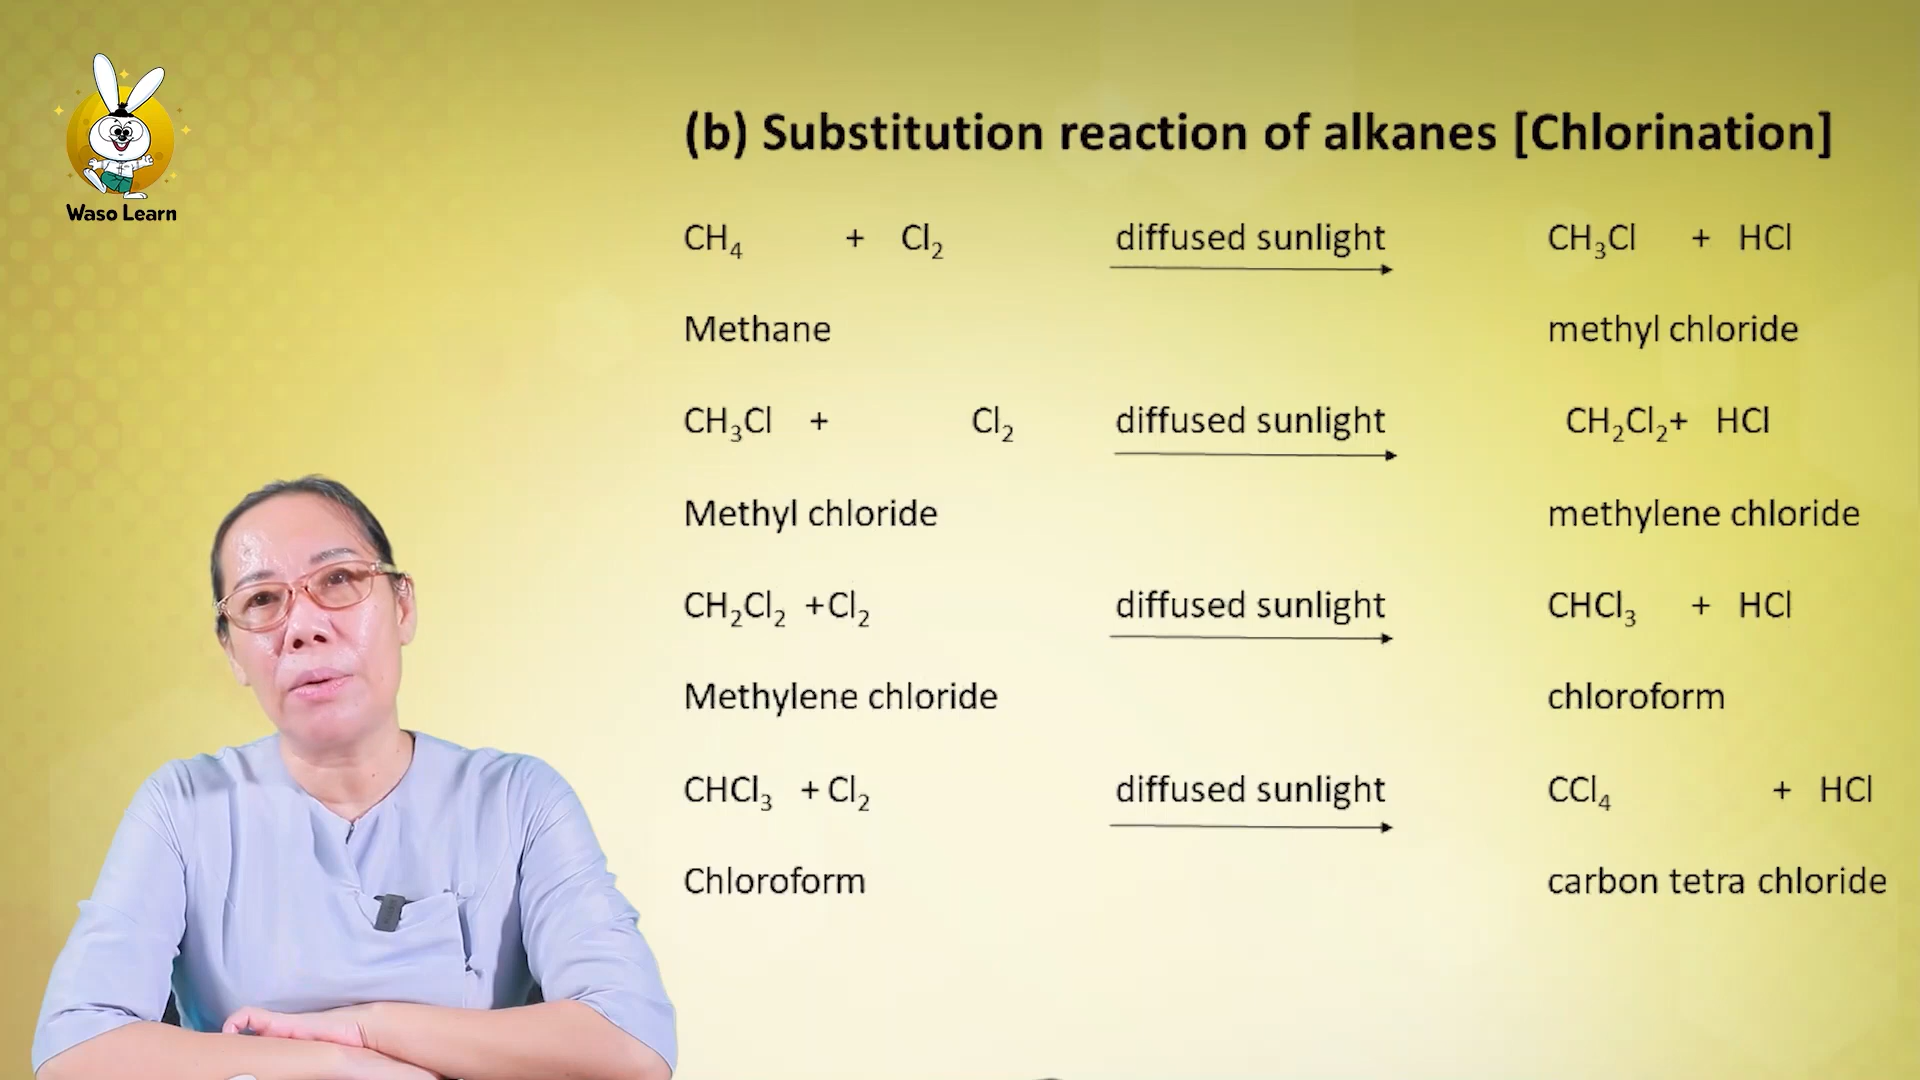 Waso Learn
(b) Substitution reaction of alkanes [Chlorination]
CH₄ + Cl₂ diffused sunlight CH₃Cl + HCl
Methane methyl chloride
CH₃Cl + Cl₂ diffused sunlight CH₂Cl₂+ HCl
Methyl chloride methylene chloride
CH₂Cl₂ +Cl₂ diffused sunlight CHCl₃ + HCl
Methylene chloride chloroform
CHCl₃ + Cl₂ diffused sunlight CCl₄ + HCl
Chloroform carbon tetra chloride